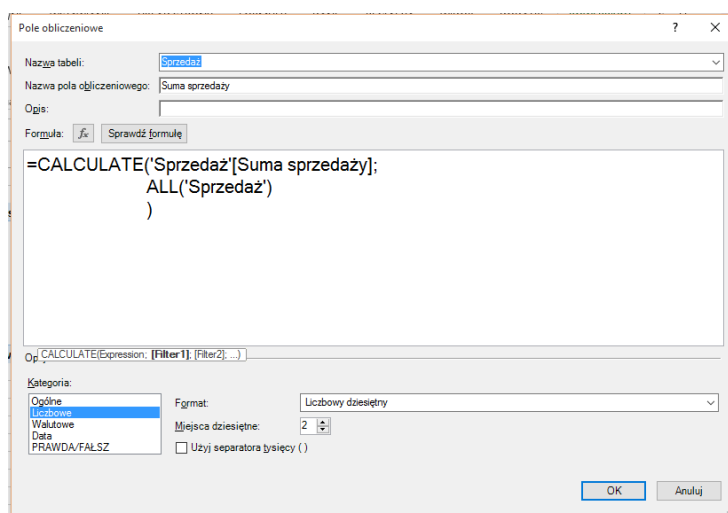 Pole obliczeniowe ? ×
Nazwa tabeli: Sprzedaż
Nazwa pola obliczeniowego: Suma sprzedaży
Opis:
Formuła: fx Sprawdź formułę
=CALCULATE('Sprzedaż'[Suma sprzedaży];
ALL('Sprzedaż')
)
CALCULATE(Expression; [Filter1]; [Filter2]; ...)
Kategoria:
Ogólne
Liczbowe
Walutowe
Data
PRAWDA/FAŁSZ
Format: Liczbowy dziesiętny
Miejsca dziesiętne: 2
Użyj separatora tysięcy ( )
OK Anuluj